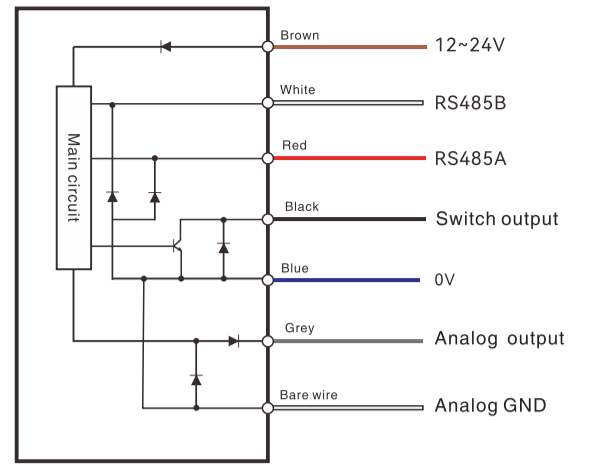 Brown
12~24V
White
RS485B
Red
RS485A
Main circuit
Black
Switch output
Blue
0V
Grey
Analog output
Bare wire
Analog GND